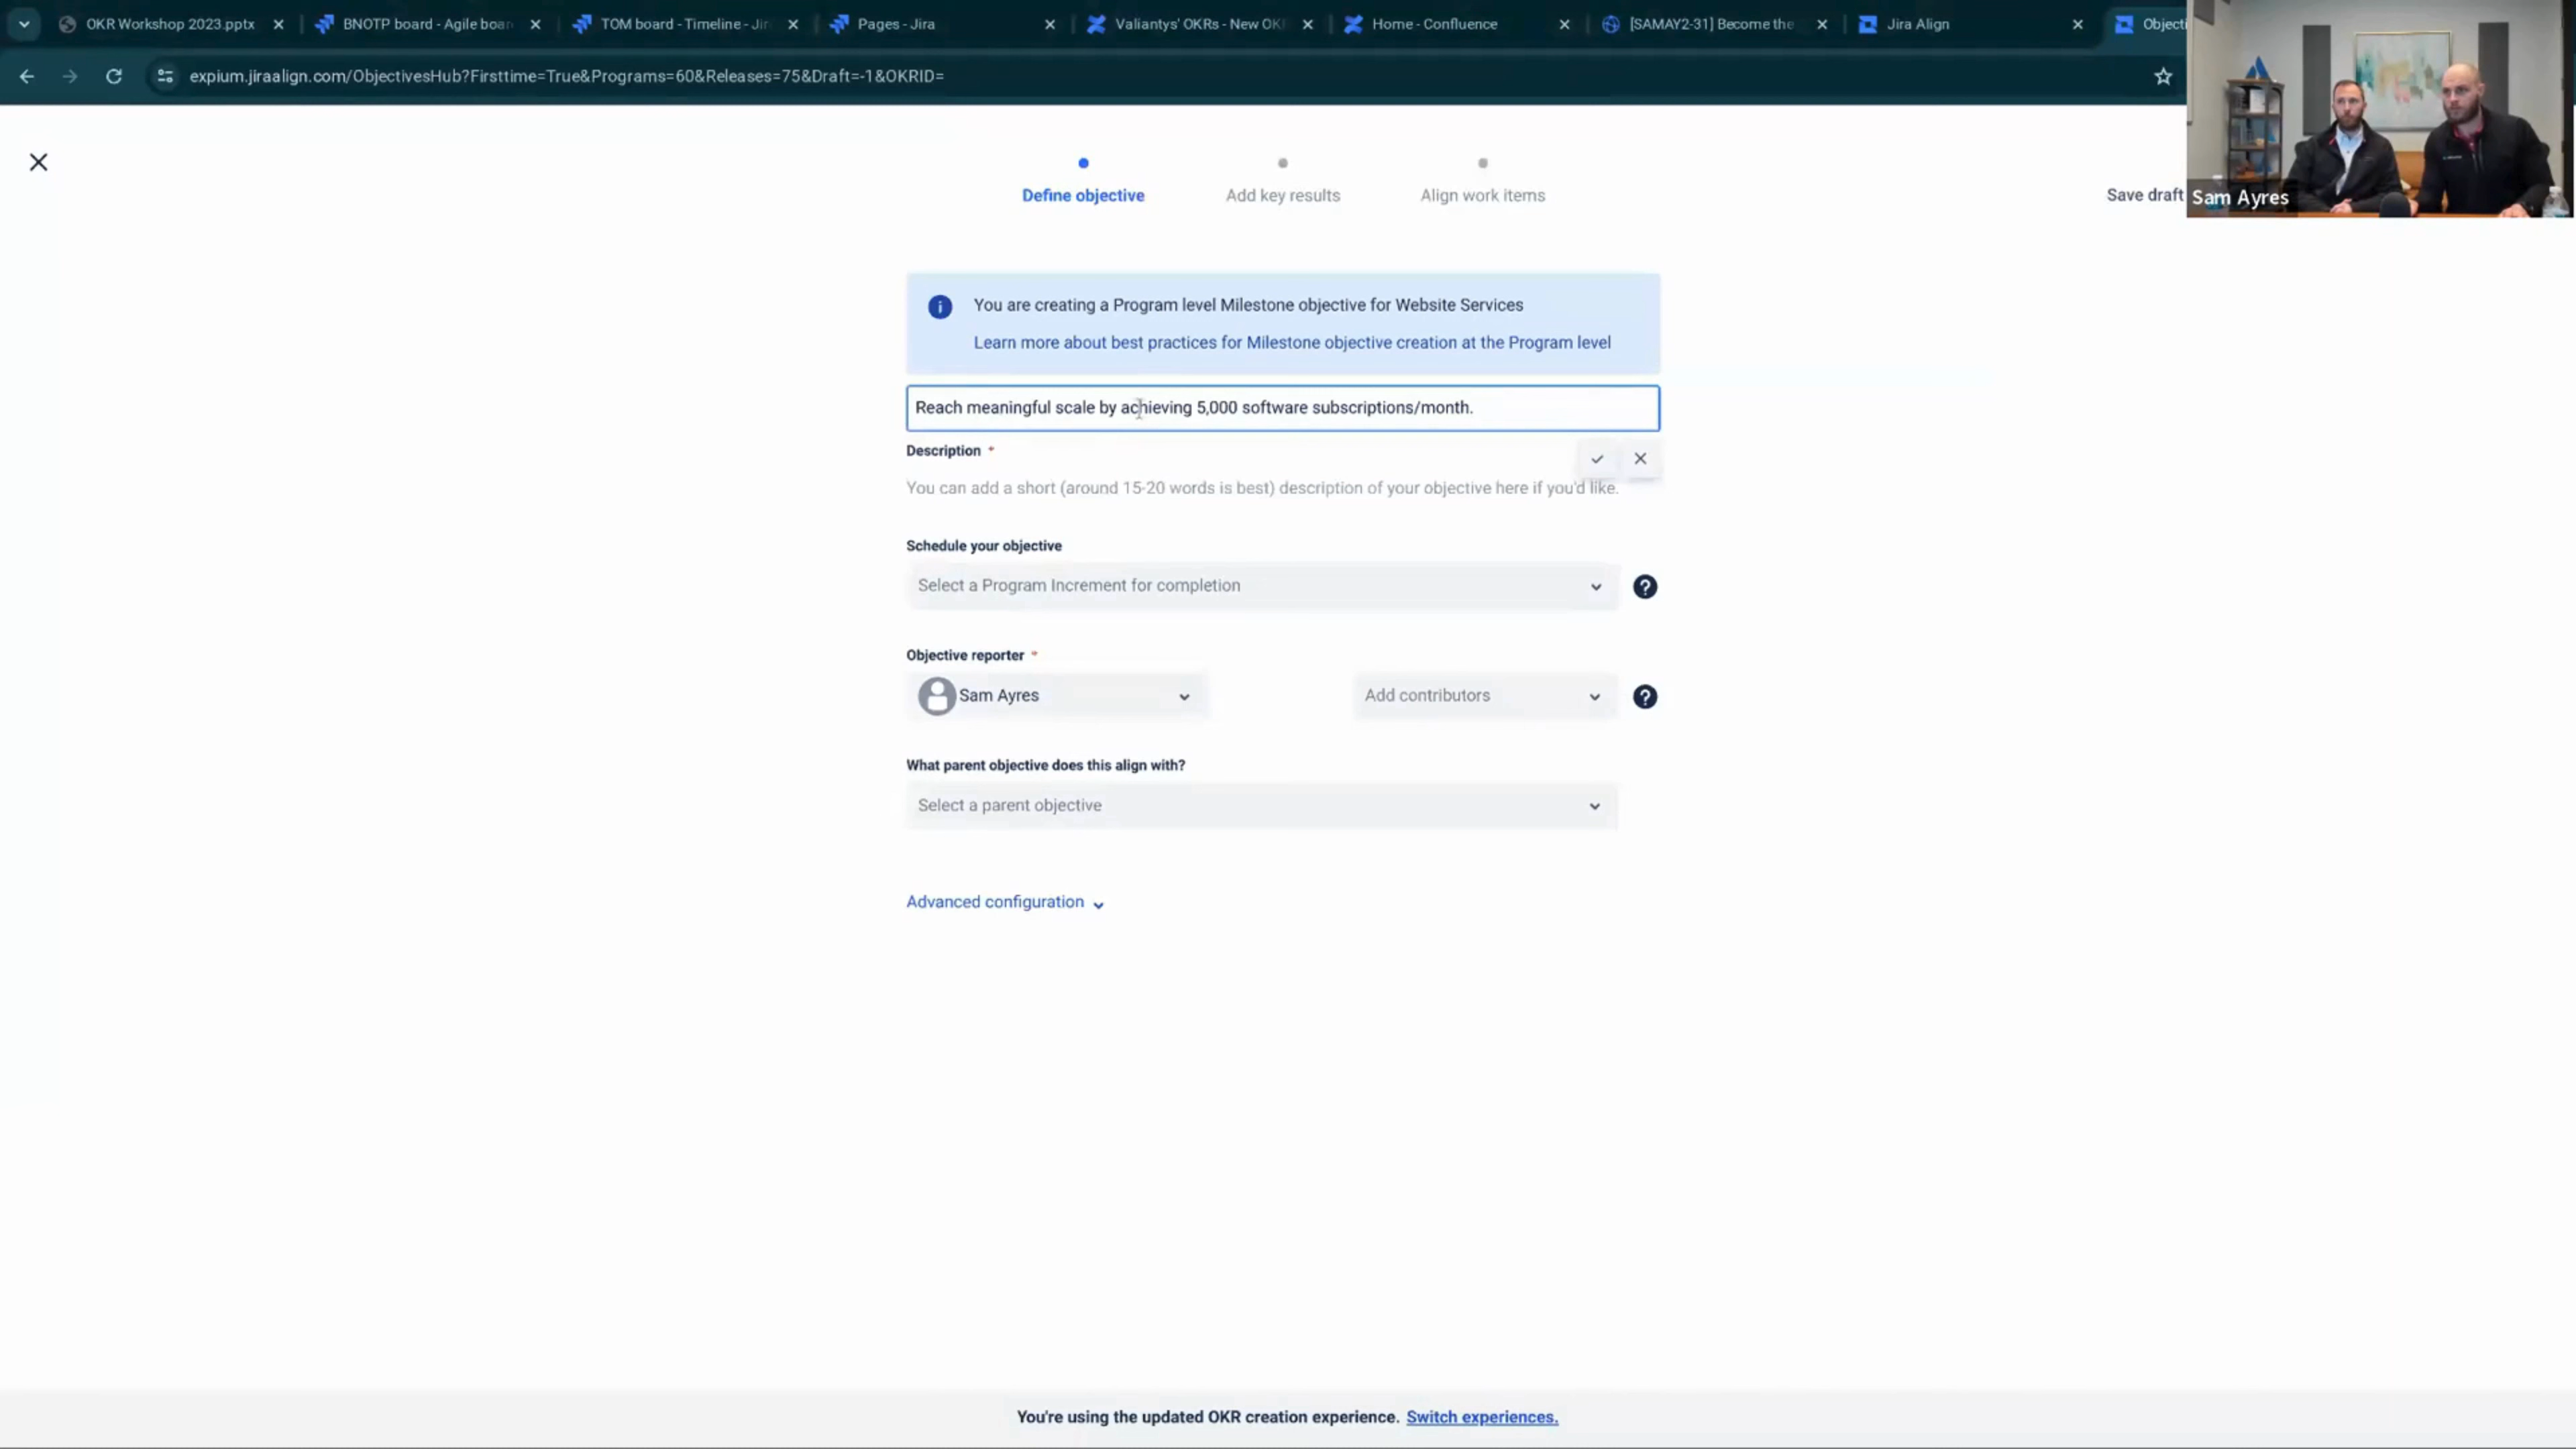 OKR Workshop 2023.pptx
BNOTP board - Agile boar
TOM board - Timeline - Jir
Pages - Jira
Valiantys' OKRs - New OK
Home - Confluence
[SAMAY2-31] Become the
Jira Align
Objecti
expium.jiraalign.com/ObjectivesHub?Firsttime=True&Programs=60&Releases=75&Draft=-1&OKRID=
Sam Ayres
Define objective
Add key results
Align work items
Save draft
You are creating a Program level Milestone objective for Website Services
Learn more about best practices for Milestone objective creation at the Program level
Reach meaningful scale by achieving 5,000 software subscriptions/month.
Description *
You can add a short (around 15-20 words is best) description of your objective here if you'd like.
Schedule your objective
Select a Program Increment for completion
Objective reporter *
Sam Ayres
Add contributors
What parent objective does this align with?
Select a parent objective
Advanced configuration
You're using the updated OKR creation experience. Switch experiences.